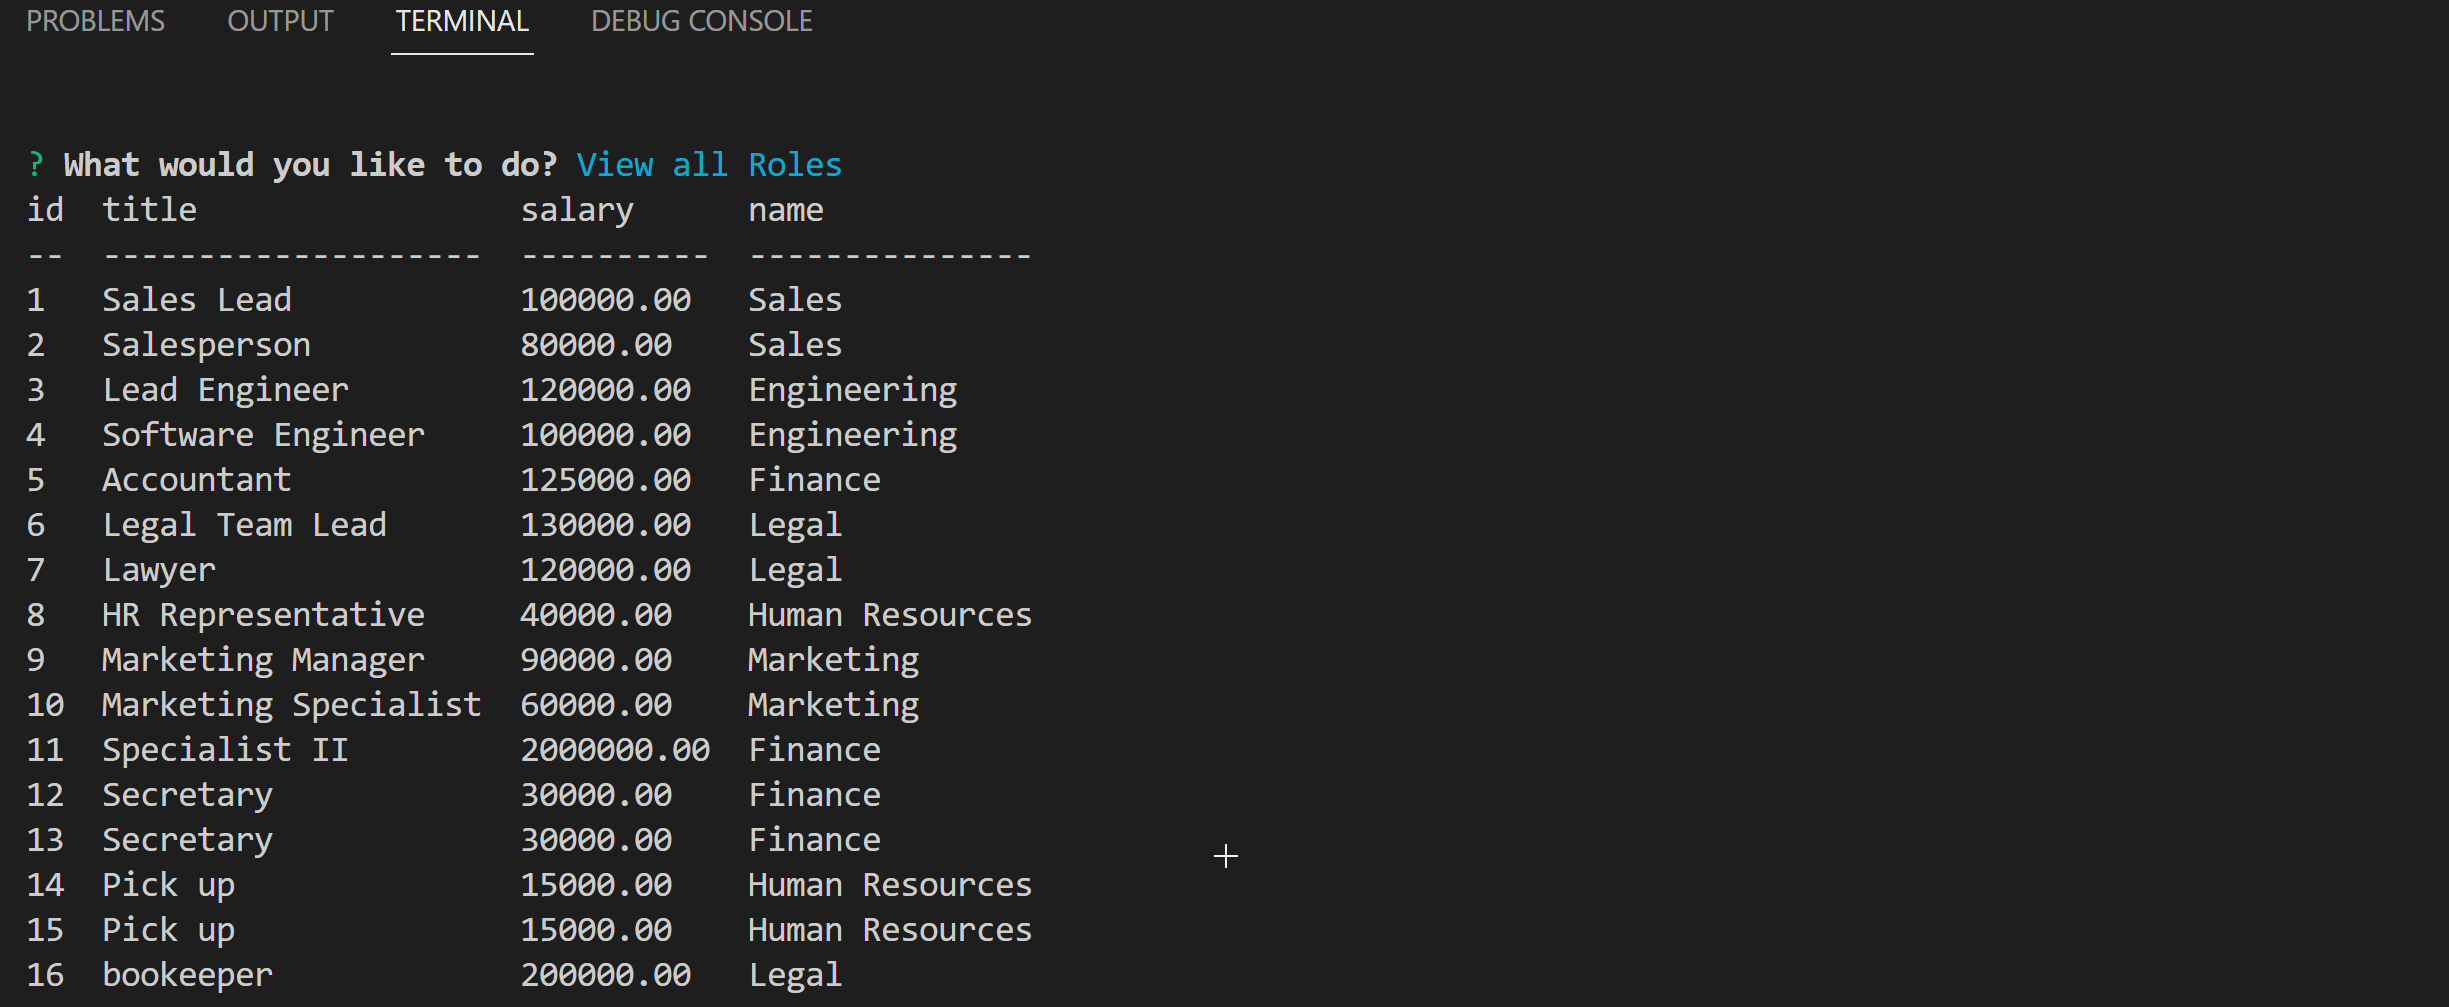 PROBLEMS OUTPUT TERMINAL DEBUG CONSOLE
? What would you like to do? View all Roles
id  title                 salary      name
--  --------------------  ----------  ---------------
1   Sales Lead            100000.00   Sales
2   Salesperson           80000.00    Sales
3   Lead Engineer         120000.00   Engineering
4   Software Engineer     100000.00   Engineering
5   Accountant            125000.00   Finance
6   Legal Team Lead       130000.00   Legal
7   Lawyer                120000.00   Legal
8   HR Representative     40000.00    Human Resources
9   Marketing Manager     90000.00    Marketing
10  Marketing Specialist  60000.00    Marketing
11  Specialist II         2000000.00  Finance
12  Secretary             30000.00    Finance
13  Secretary             30000.00    Finance
14  Pick up               15000.00    Human Resources
15  Pick up               15000.00    Human Resources
16  bookeeper             200000.00   Legal